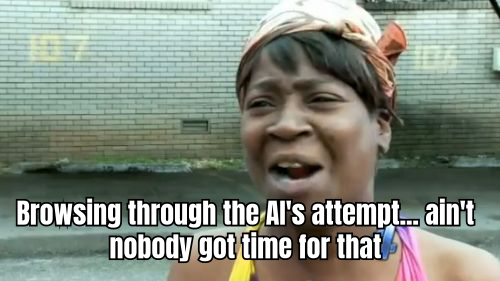 107
106
Browsing through the AI's attempt... ain't
nobody got time for that